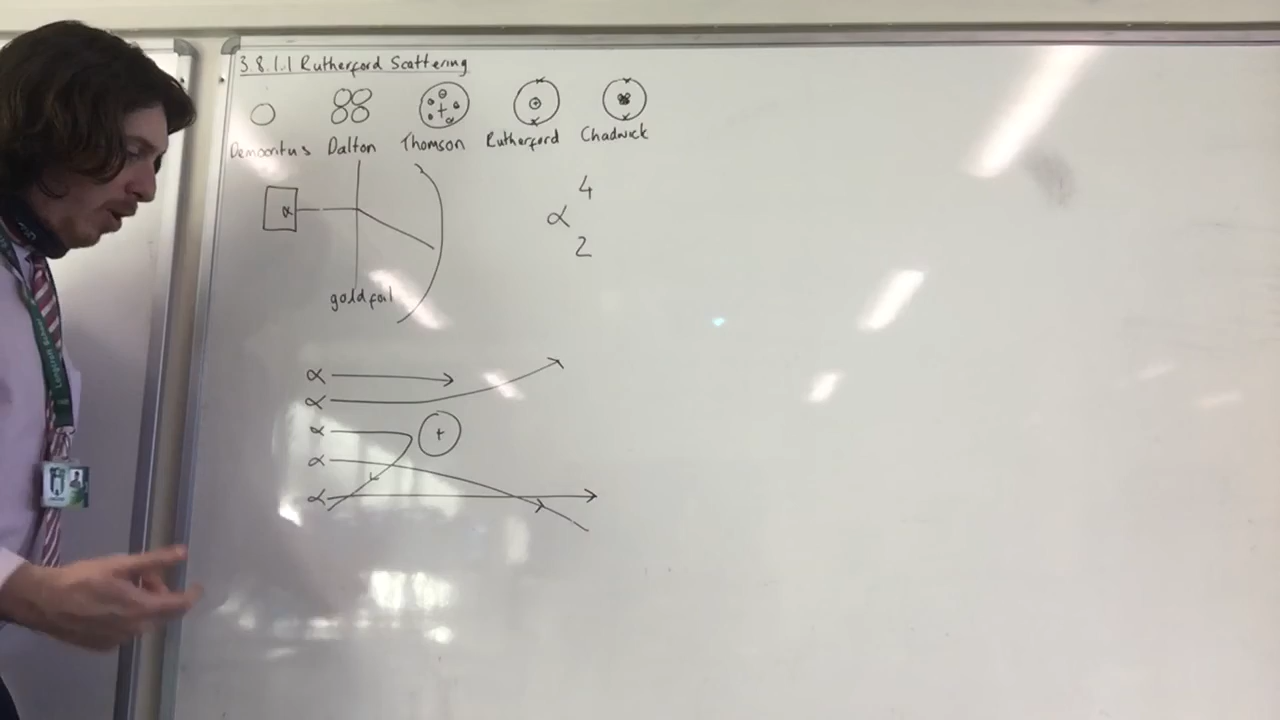 3.8.1.1 Rutherford Scattering
+
Democritus Dalton Thomson Rutherford Chadwick
α
α 4 2
gold foil
α
α
α
+
α
α